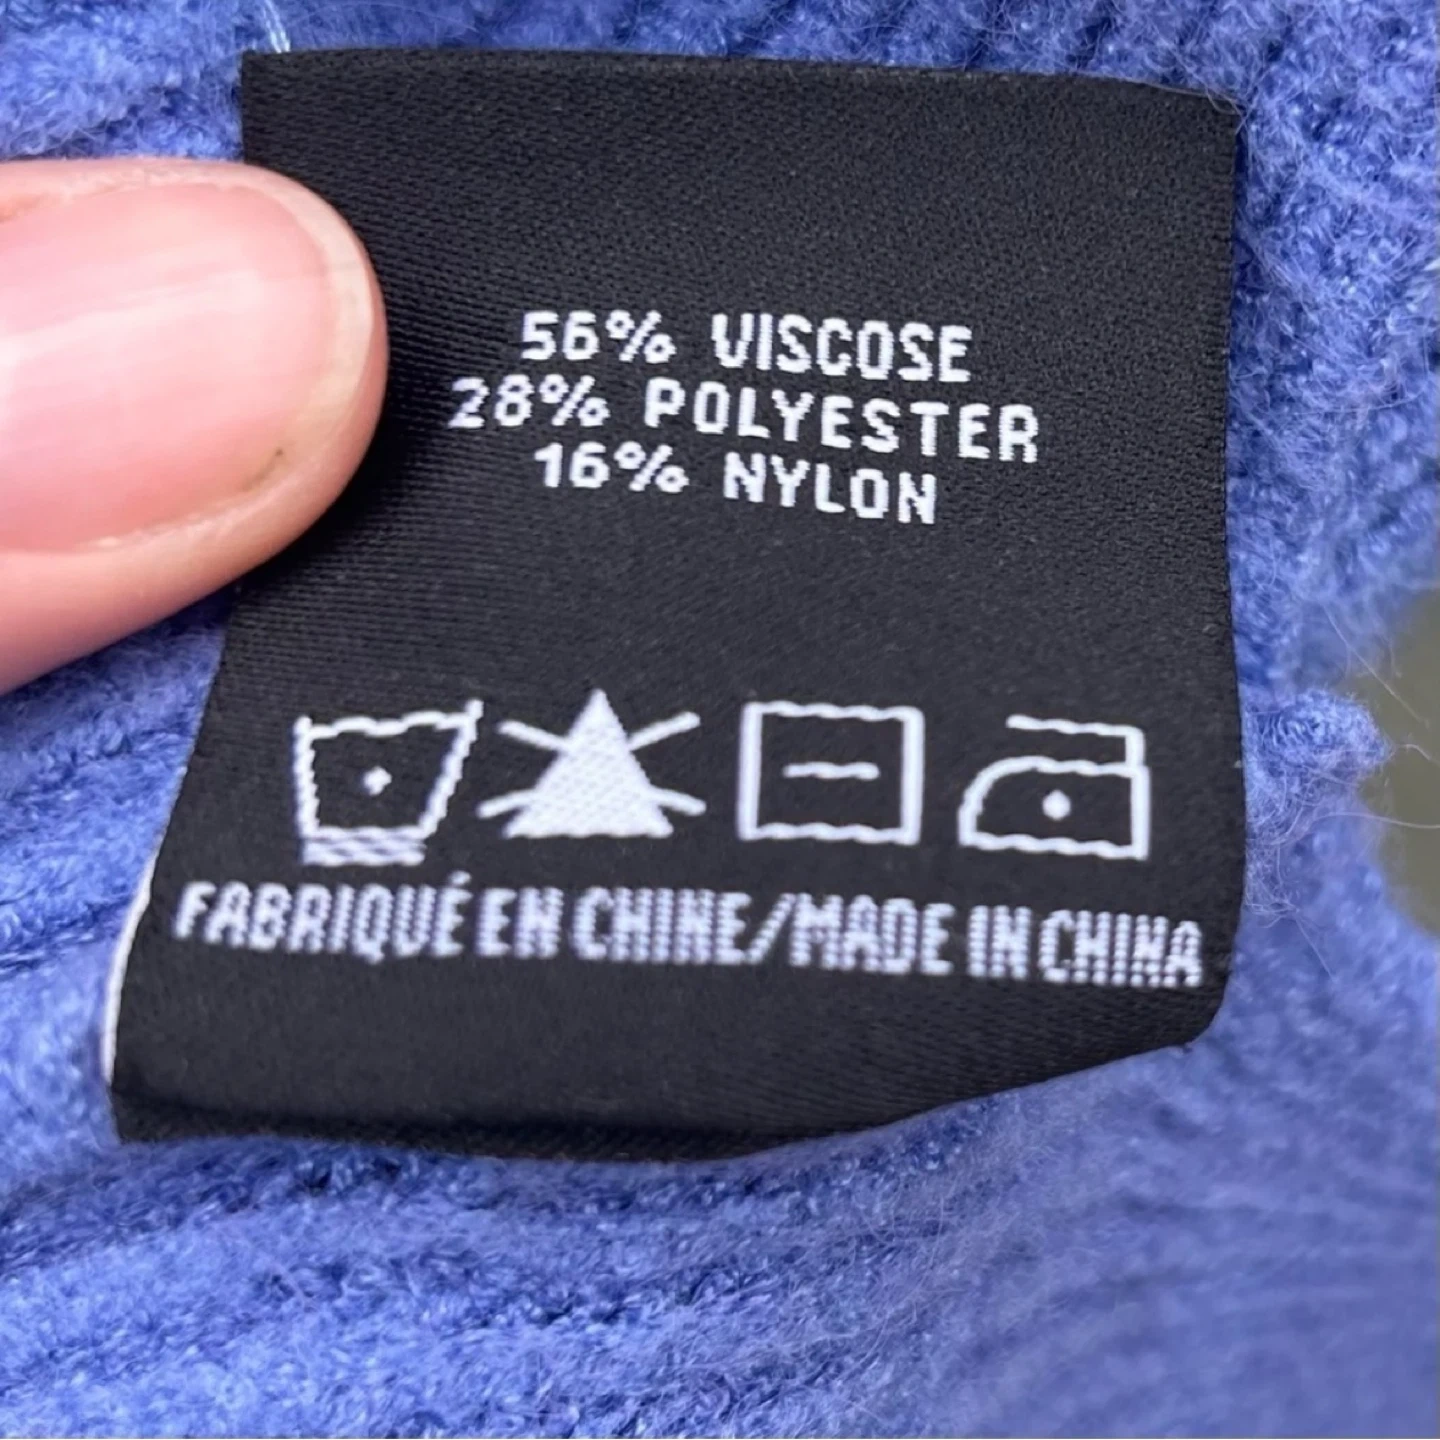 56% VISCOSE
28% POLYESTER
16% NYLON
FABRIQUÉ EN CHINE/MADE IN CHINA